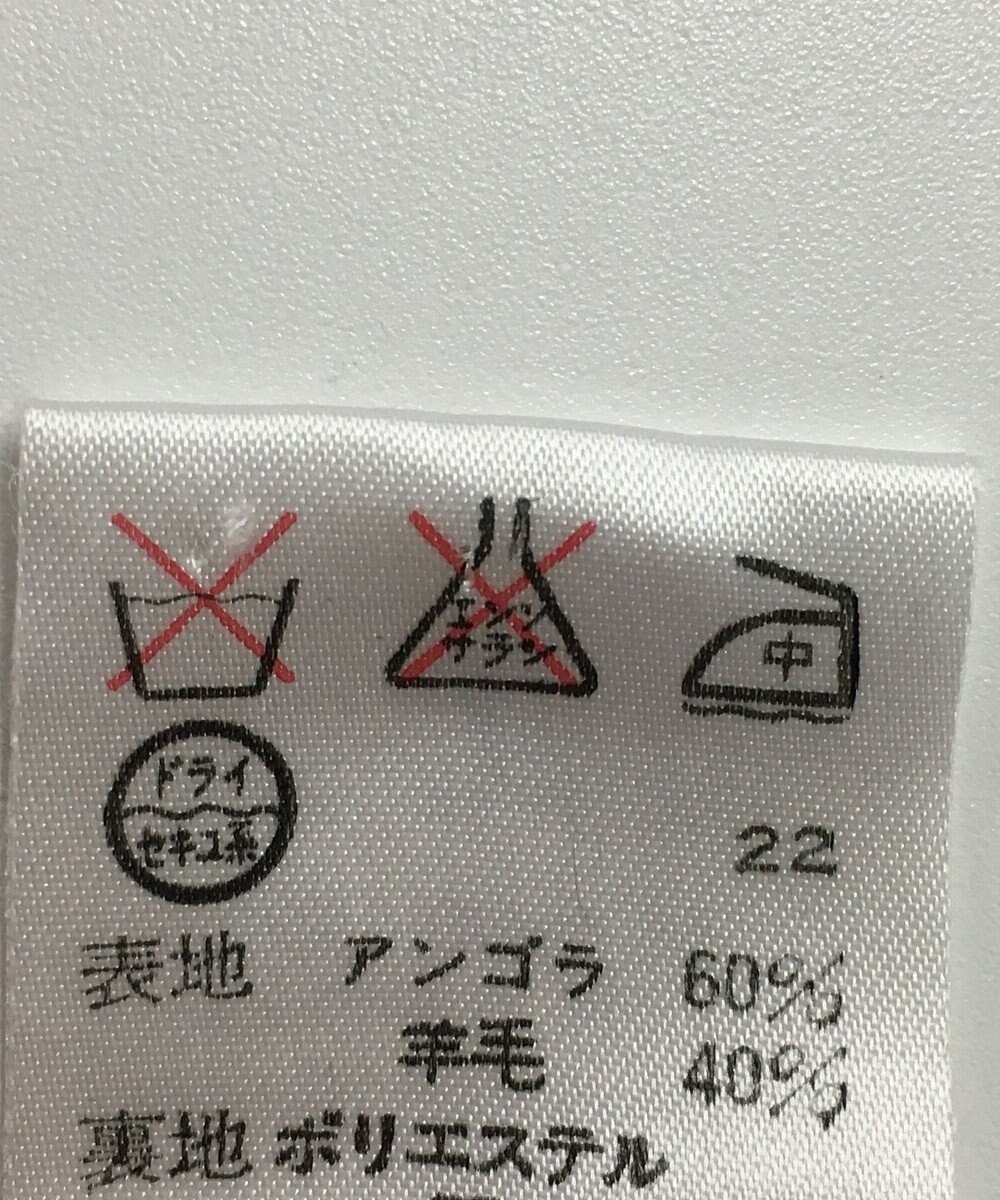 エンソ
サラシ
中
ドライ
セキユ系
22
表地 アンゴラ 60%
羊毛 40%
裏地 ポリエステル